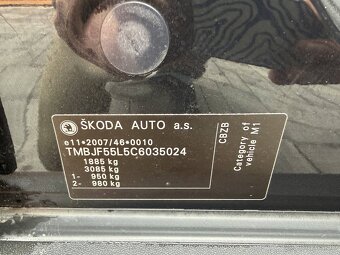 ŠKODA AUTO a.s.
e11*2007/46*0010
TMBJF55L5C6035024
1885 kg
3085 kg
1- 950 kg
2- 980 kg
CBZB
Category of
vehicle M1